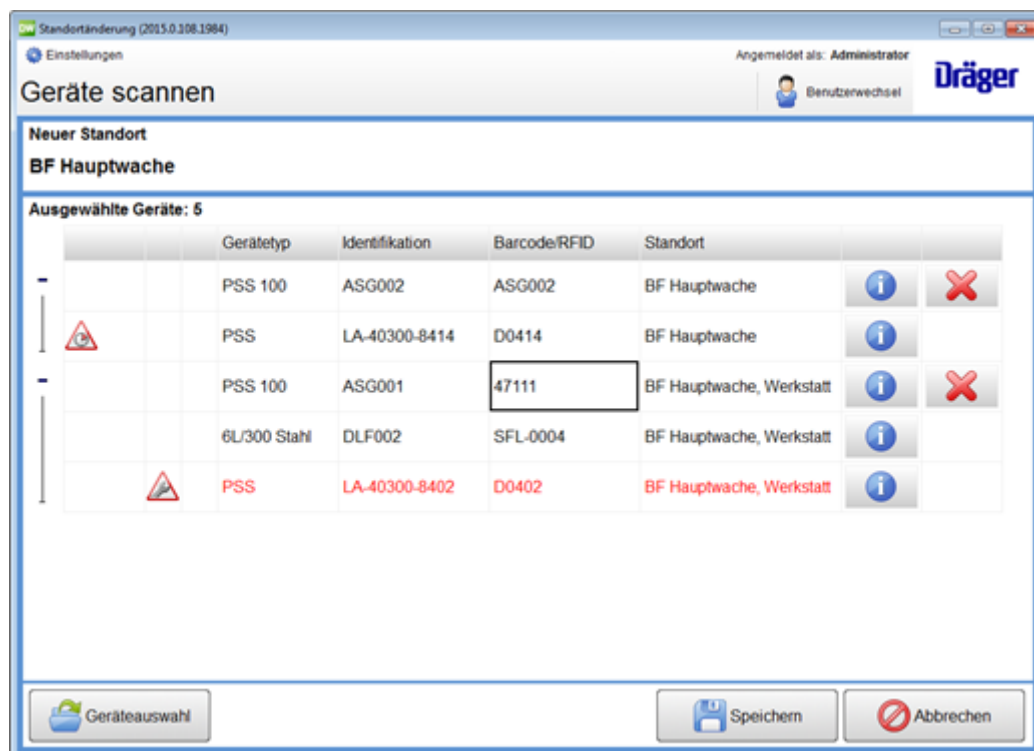 Standortänderung (2015.0.108.1984)
Einstellungen
Angemeldet als: Administrator
Dräger
Geräte scannen
Benutzerwechsel
Neuer Standort
BF Hauptwache
Ausgewählte Geräte: 5
Gerätetyp Identifikation Barcode/RFID Standort
PSS 100 ASG002 ASG002 BF Hauptwache
PSS LA-40300-8414 D0414 BF Hauptwache
PSS 100 ASG001 47111 BF Hauptwache, Werkstatt
6L/300 Stahl DLF002 SFL-0004 BF Hauptwache, Werkstatt
PSS LA-40300-8402 D0402 BF Hauptwache, Werkstatt
Geräteauswahl Speichern Abbrechen